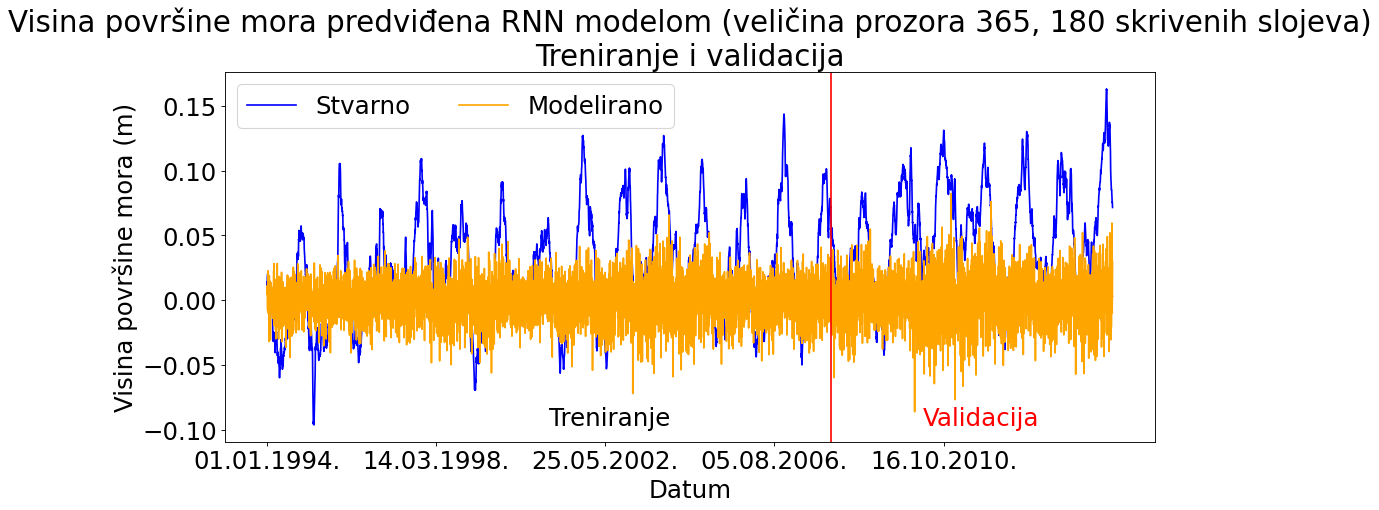 Visina površine mora predviđena RNN modelom (veličina prozora 365, 180 skrivenih slojeva)
Treniranje i validacija
Stvarno
Modelirano
Visina površine mora (m)
0.15
0.10
0.05
0.00
−0.05
−0.10
Treniranje
Validacija
01.01.1994.
14.03.1998.
25.05.2002.
05.08.2006.
16.10.2010.
Datum